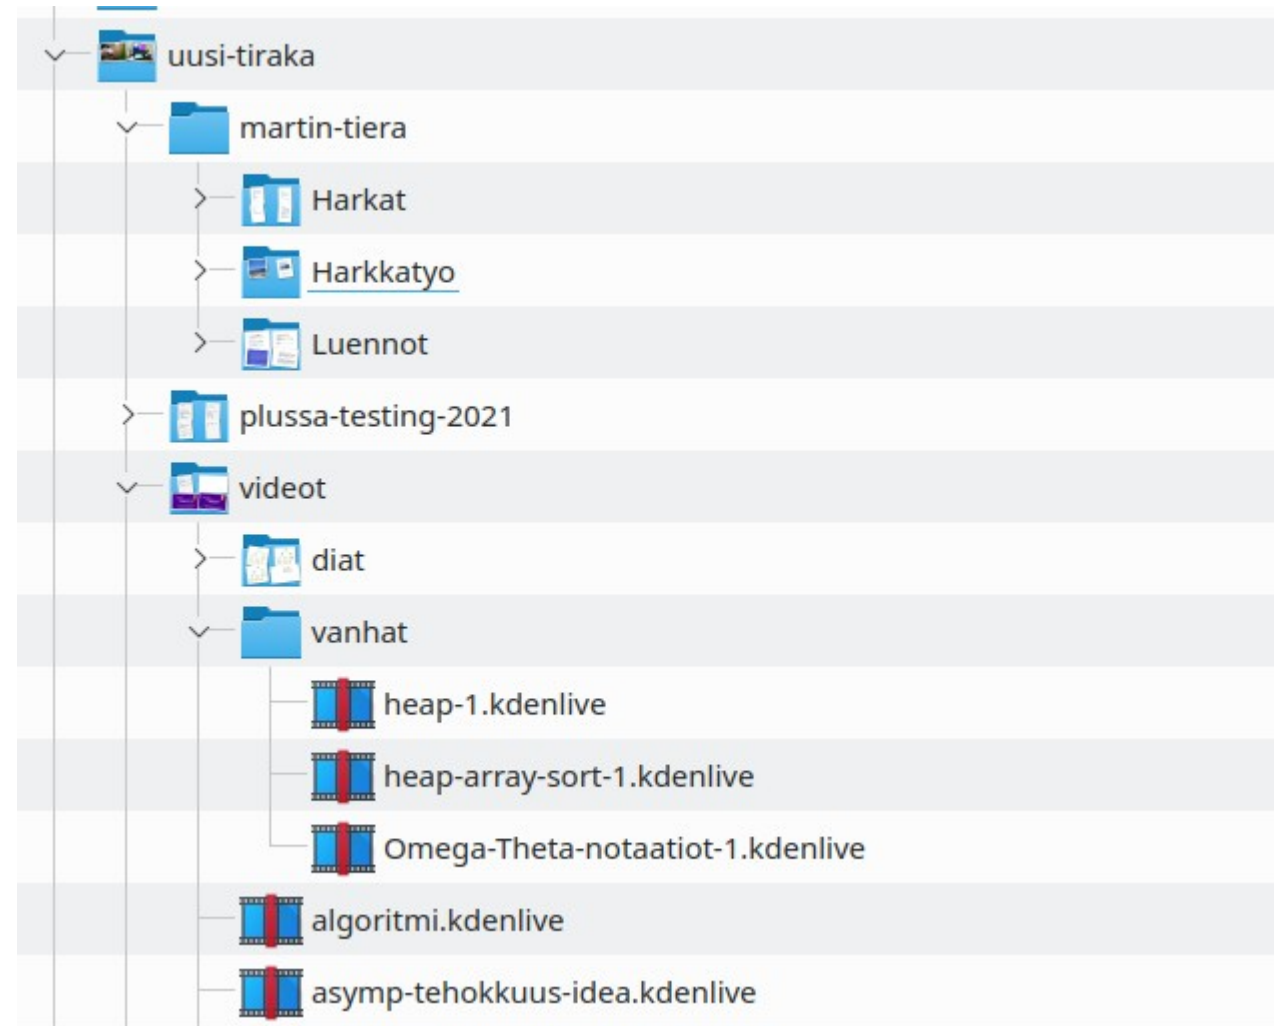 uusi-tiraka
martin-tiera
Harkat
Harkkatyo
Luennot
plussa-testing-2021
videot
diat
vanhat
heap-1.kdenlive
heap-array-sort-1.kdenlive
Omega-Theta-notaatiot-1.kdenlive
algoritmi.kdenlive
asymp-tehokkuus-idea.kdenlive